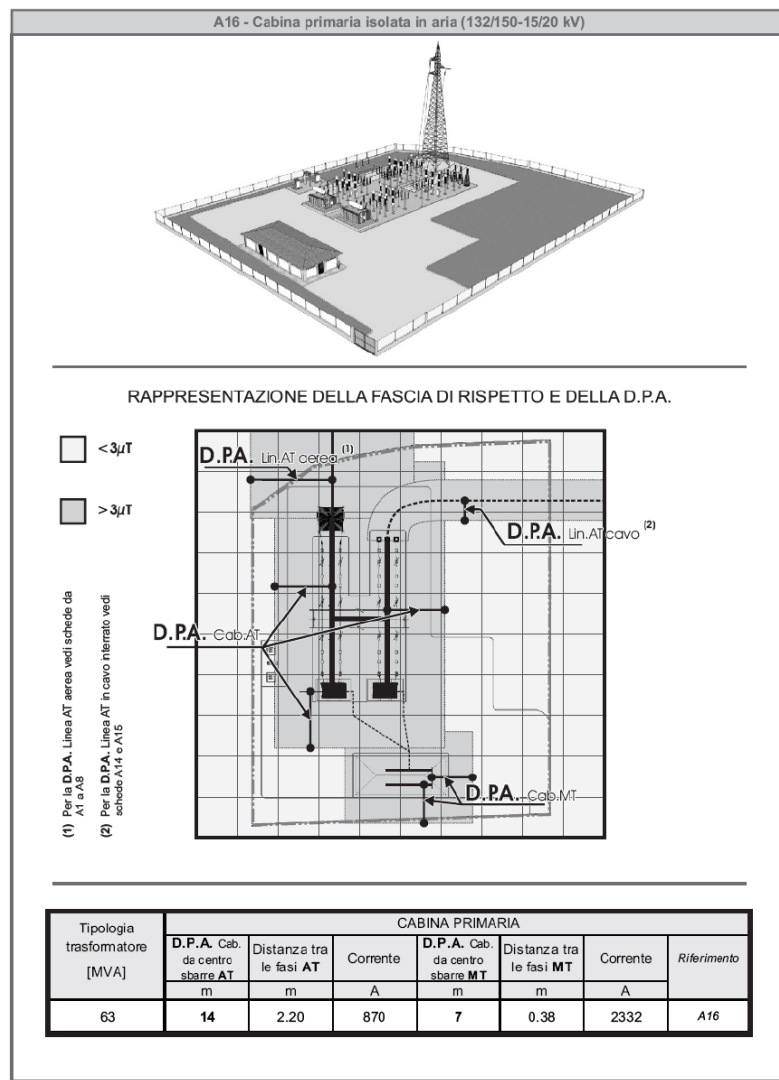 A16 - Cabina primaria isolata in aria (132/150-15/20 kV)
RAPPRESENTAZIONE DELLA FASCIA DI RISPETTO E DELLA D.P.A.
< 3µT
> 3µT
D.P.A. Lin.AT cerea (1)
D.P.A. Lin.AT cavo (2)
D.P.A. Cab.AT
D.P.A. Cab.MT
(1) Per la D.P.A. Linea AT aerea vedi schede da
A1 a A8
(2) Per la D.P.A. Linea AT in cavo interrato vedi
schede A14 e A15
Tipologia
trasformatore
[MVA]
CABINA PRIMARIA
D.P.A. Cab.
da centro
sbarre AT
Distanza tra
le fasi AT
Corrente
D.P.A. Cab.
da centro
sbarre MT
Distanza tra
le fasi MT
Corrente
Riferimento
m m A m m A
63 14 2.20 870 7 0.38 2332 A16